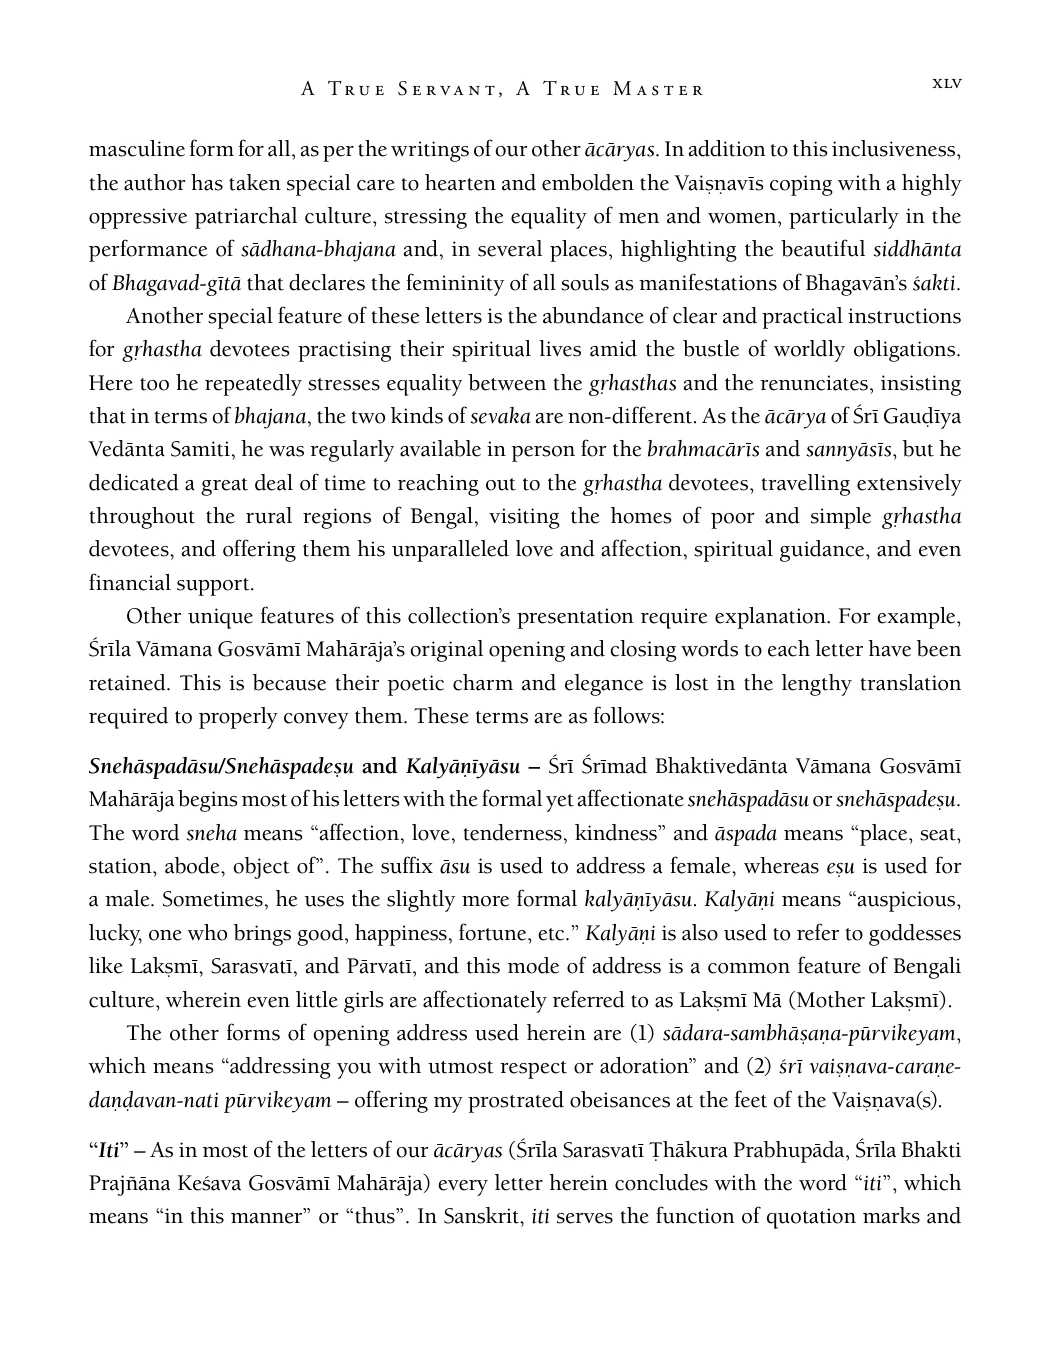 A True Servant, A True Master
xlv
masculine form for all, as per the writings of our other ācāryas. In addition to this inclusiveness,
the author has taken special care to hearten and embolden the Vaiṣṇavīs coping with a highly
oppressive patriarchal culture, stressing the equality of men and women, particularly in the
performance of sādhana-bhajana and, in several places, highlighting the beautiful siddhānta
of Bhagavad-gītā that declares the femininity of all souls as manifestations of Bhagavān’s śakti.
Another special feature of these letters is the abundance of clear and practical instructions
for gṛhastha devotees practising their spiritual lives amid the bustle of worldly obligations.
Here too he repeatedly stresses equality between the gṛhasthas and the renunciates, insisting
that in terms of bhajana, the two kinds of sevaka are non-different. As the ācārya of Śrī Gauḍīya
Vedānta Samiti, he was regularly available in person for the brahmacārīs and sannyāsīs, but he
dedicated a great deal of time to reaching out to the gṛhastha devotees, travelling extensively
throughout the rural regions of Bengal, visiting the homes of poor and simple gṛhastha
devotees, and offering them his unparalleled love and affection, spiritual guidance, and even
financial support.
Other unique features of this collection’s presentation require explanation. For example,
Śrīla Vāmana Gosvāmī Mahārāja’s original opening and closing words to each letter have been
retained. This is because their poetic charm and elegance is lost in the lengthy translation
required to properly convey them. These terms are as follows:
Snehāspadāsu/Snehāspadeṣu and Kalyāṇīyāsu – Śrī Śrīmad Bhaktivedānta Vāmana Gosvāmī
Mahārāja begins most of his letters with the formal yet affectionate snehāspadāsu or snehāspadeṣu.
The word sneha means “affection, love, tenderness, kindness” and āspada means “place, seat,
station, abode, object of”. The suffix āsu is used to address a female, whereas eṣu is used for
a male. Sometimes, he uses the slightly more formal kalyāṇīyāsu. Kalyāṇi means “auspicious,
lucky, one who brings good, happiness, fortune, etc.” Kalyāṇi is also used to refer to goddesses
like Lakṣmī, Sarasvatī, and Pārvatī, and this mode of address is a common feature of Bengali
culture, wherein even little girls are affectionately referred to as Lakṣmī Mā (Mother Lakṣmī).
The other forms of opening address used herein are (1) sādara-sambhāṣaṇa-pūrvikeyam,
which means “addressing you with utmost respect or adoration” and (2) śrī vaiṣṇava-caraṇe-
daṇḍavan-nati pūrvikeyam – offering my prostrated obeisances at the feet of the Vaiṣṇava(s).
“Iti” – As in most of the letters of our ācāryas (Śrīla Sarasvatī Ṭhākura Prabhupāda, Śrīla Bhakti
Prajñāna Keśava Gosvāmī Mahārāja) every letter herein concludes with the word “iti”, which
means “in this manner” or “thus”. In Sanskrit, iti serves the function of quotation marks and